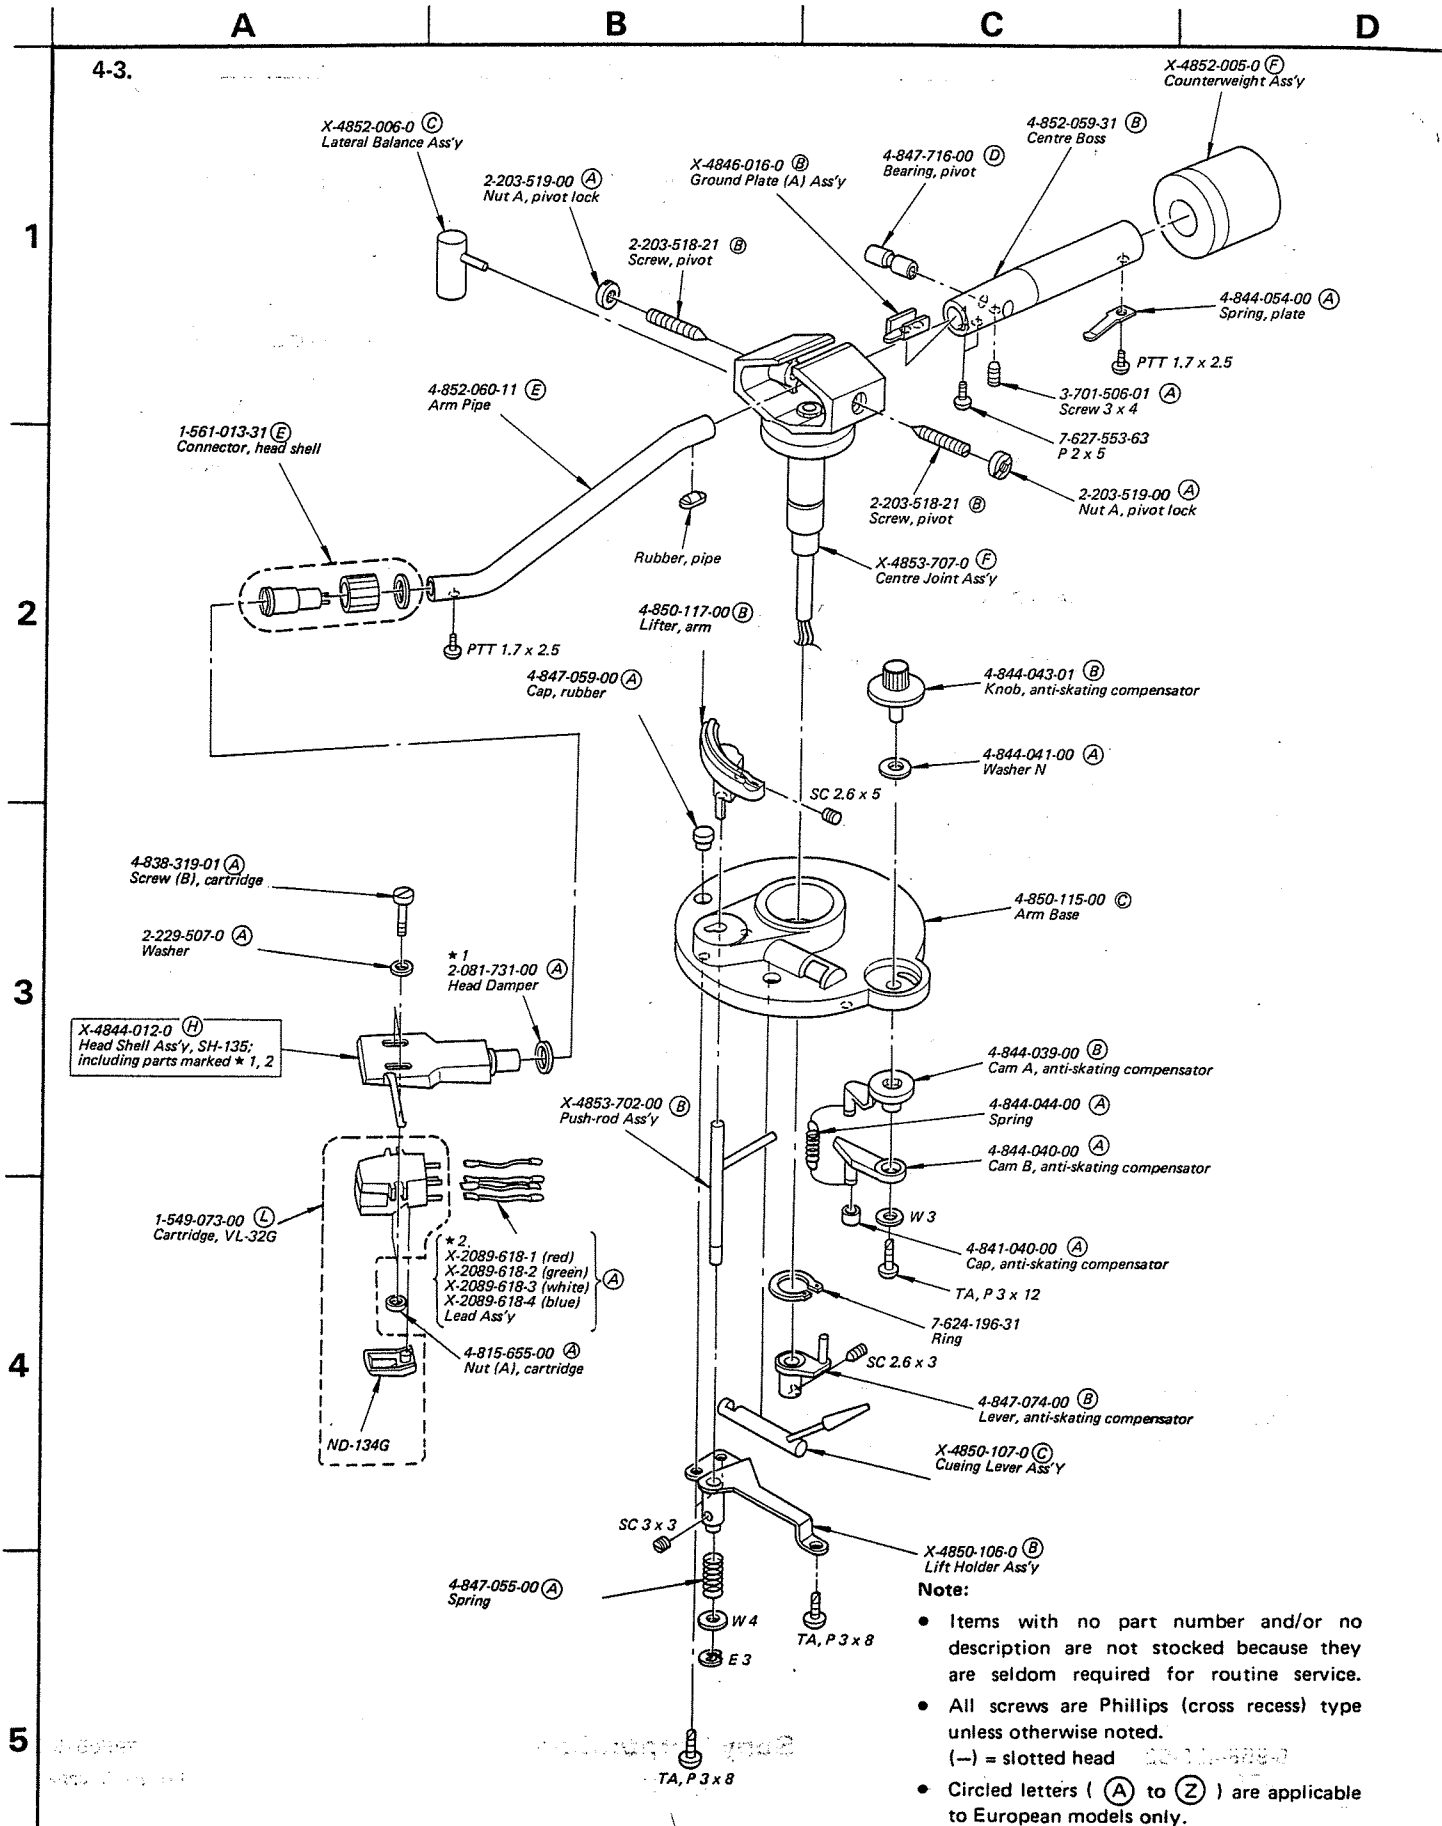 A B C D
4-3.
X-4852-005-0 (F)
Counterweight Ass'y
X-4852-006-0 (C)
Lateral Balance Ass'y
4-852-059-31 (B)
Centre Boss
4-847-716-00 (D)
Bearing, pivot
X-4846-016-0 (B)
Ground Plate (A) Ass'y
2-203-519-00 (A)
Nut A, pivot lock
1
2-203-518-21 (B)
Screw, pivot
4-844-054-00 (A)
Spring, plate
PTT 1.7 x 2.5
4-852-060-11 (E)
Arm Pipe
3-701-506-01 (A)
Screw 3 x 4
1-561-013-31 (E)
Connector, head shell
7-627-553-63
P 2 x 5
2-203-518-21 (B)
Screw, pivot
2-203-519-00 (A)
Nut A, pivot lock
Rubber, pipe
X-4853-707-0 (F)
Centre Joint Ass'y
2
4-850-117-00 (B)
Lifter, arm
PTT 1.7 x 2.5
4-847-059-00 (A)
Cap, rubber
4-844-043-01 (B)
Knob, anti-skating compensator
4-844-041-00 (A)
Washer N
SC 2.6 x 5
4-838-319-01 (A)
Screw (B), cartridge
4-850-115-00 (C)
Arm Base
2-229-507-0 (A)
Washer
★ 1
2-081-731-00 (A)
Head Damper
3
X-4844-012-0 (H)
Head Shell Ass'y, SH-135;
including parts marked ★ 1, 2
4-844-039-00 (B)
Cam A, anti-skating compensator
X-4853-702-00 (B)
Push-rod Ass'y
4-844-044-00 (A)
Spring
4-844-040-00 (A)
Cam B, anti-skating compensator
1-549-073-00 (L)
Cartridge, VL-32G
W 3
★ 2.
X-2089-618-1 (red)
X-2089-618-2 (green)
X-2089-618-3 (white)
X-2089-618-4 (blue)
Lead Ass'y
(A)
4-841-040-00 (A)
Cap, anti-skating compensator
TA, P 3 x 12
7-624-196-31
Ring
4
4-815-655-00 (A)
Nut (A), cartridge
SC 2.6 x 3
4-847-074-00 (B)
Lever, anti-skating compensator
ND-134G
X-4850-107-0 (C)
Cueing Lever Ass'Y
SC 3 x 3
X-4850-106-0 (B)
Lift Holder Ass'y
4-847-055-00 (A)
Spring
W 4
TA, P 3 x 8
E 3
5
TA, P 3 x 8
Note:
● Items with no part number and/or no
description are not stocked because they
are seldom required for routine service.
● All screws are Phillips (cross recess) type
unless otherwise noted.
(—) = slotted head
● Circled letters ( (A) to (Z) ) are applicable
to European models only.